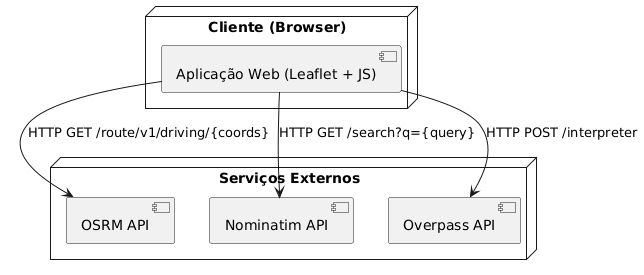 Cliente (Browser)
Aplicação Web (Leaflet + JS)
HTTP GET /route/v1/driving/{coords}
HTTP GET /search?q={query}
HTTP POST /interpreter
Serviços Externos
OSRM API
Nominatim API
Overpass API